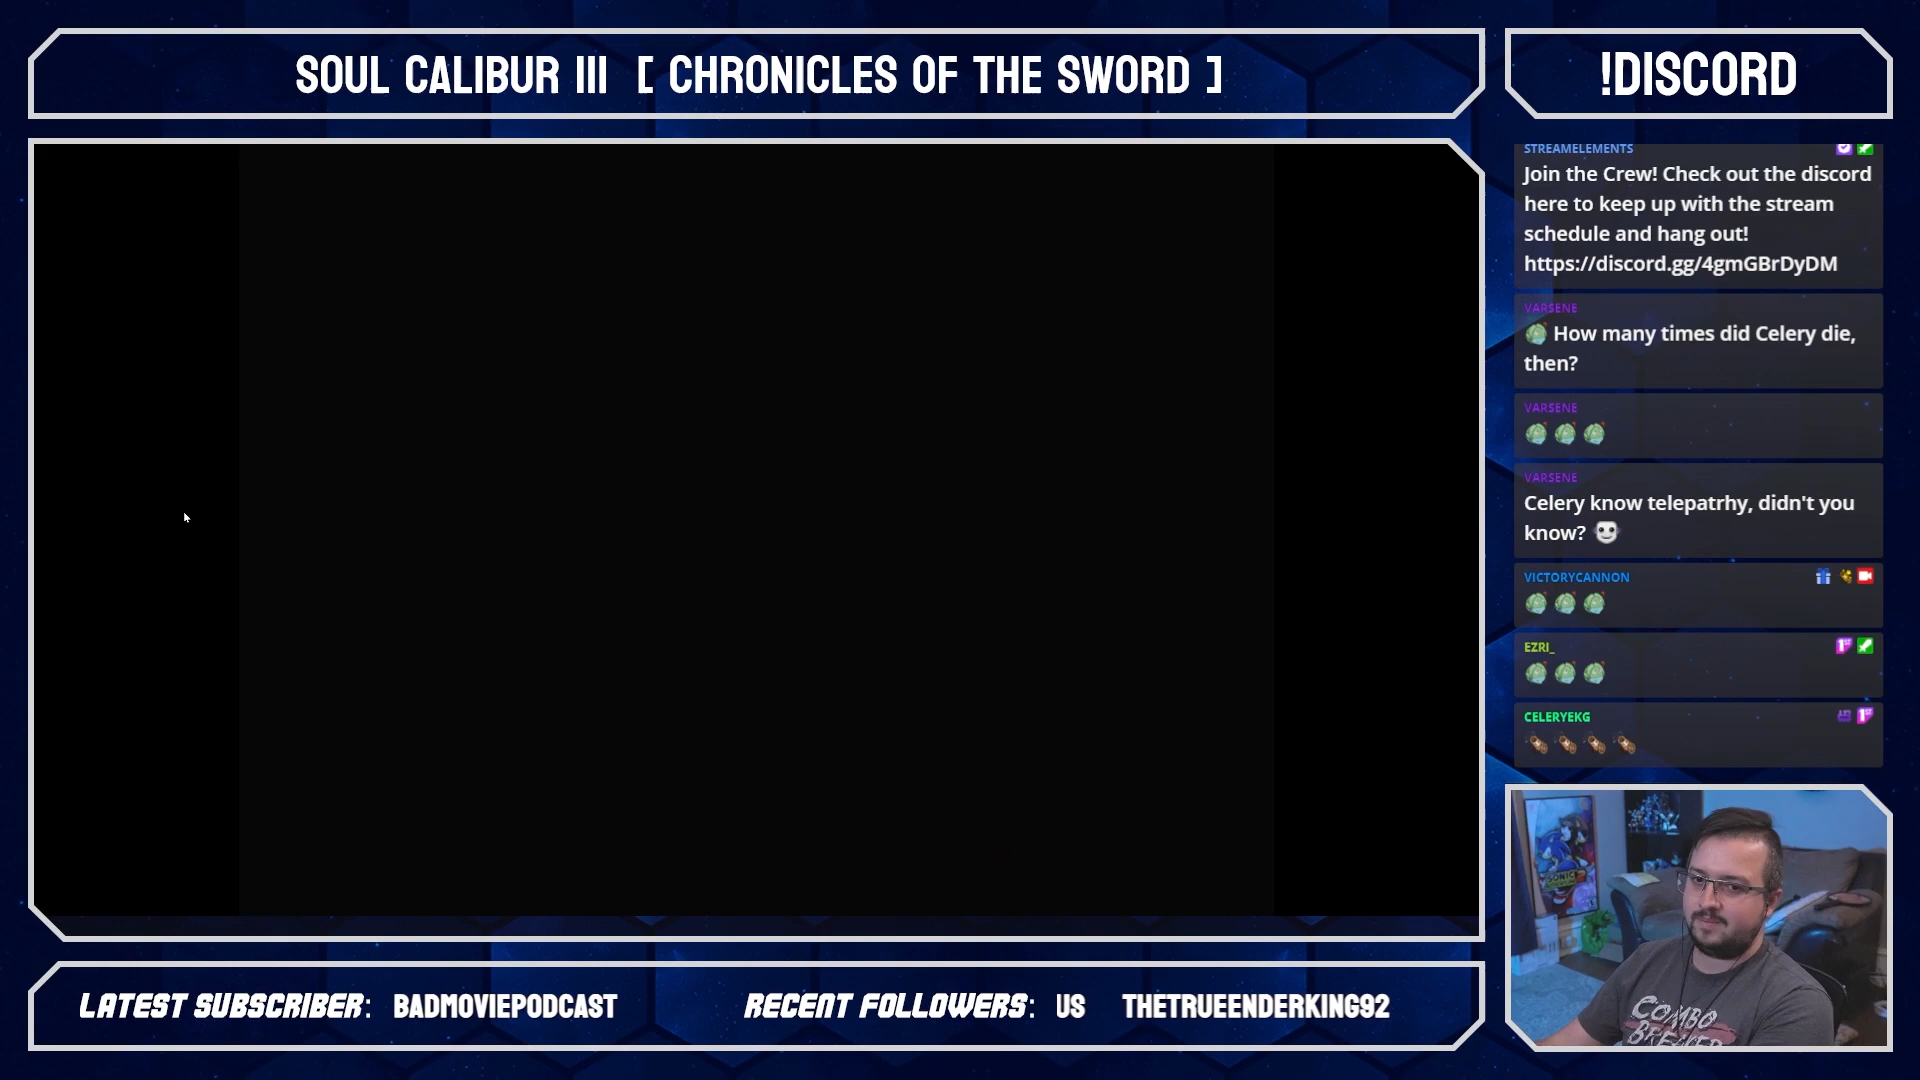 SOUL CALIBUR III [ CHRONICLES OF THE SWORD ]
!DISCORD
STREAMELEMENTS
Join the Crew! Check out the discord
here to keep up with the stream
schedule and hang out!
https://discord.gg/4gmGBrDyDM
VARSENE
How many times did Celery die,
then?
VARSENE
VARSENE
Celery know telepatrhy, didn't you
know?
VICTORYCANNON
EZRI_
CELERYEKG
SONIC
COMBO
BREAKER
LATEST SUBSCRIBER: BADMOVIEPODCAST
RECENT FOLLOWERS: US THETRUEENDERKING92